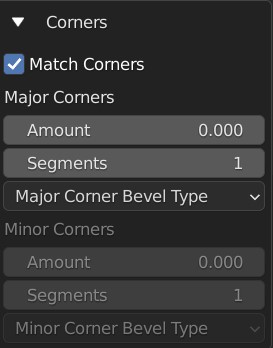 Corners
Match Corners
Major Corners
Amount 0.000
Segments 1
Major Corner Bevel Type
Minor Corners
Amount 0.000
Segments 1
Minor Corner Bevel Type